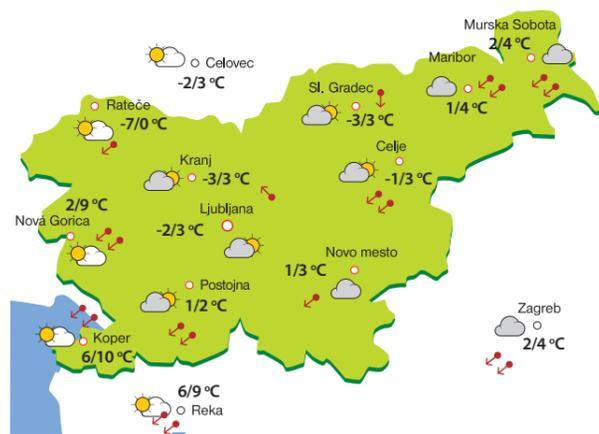 Murska Sobota
2/4 °C
Celovec
-2/3 °C
Maribor
1/4 °C
Sl. Gradec
-3/3 °C
Rateče
-7/0 °C
Celje
-1/3 °C
Kranj
-3/3 °C
2/9 °C
Nova Gorica
Ljubljana
-2/3 °C
Novo mesto
1/3 °C
Postojna
1/2 °C
Zagreb
2/4 °C
Koper
6/10 °C
6/9 °C
Reka